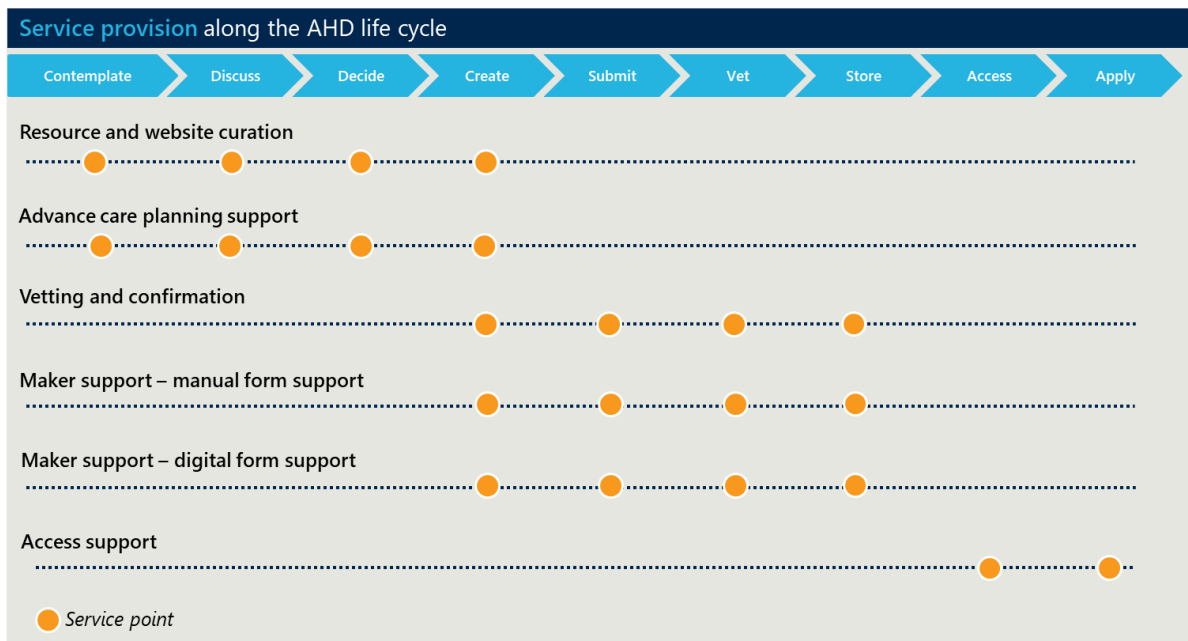 Service provision along the AHD life cycle
Contemplate Discuss Decide Create Submit Vet Store Access Apply
Resource and website curation
Advance care planning support
Vetting and confirmation
Maker support – manual form support
Maker support – digital form support
Access support
Service point